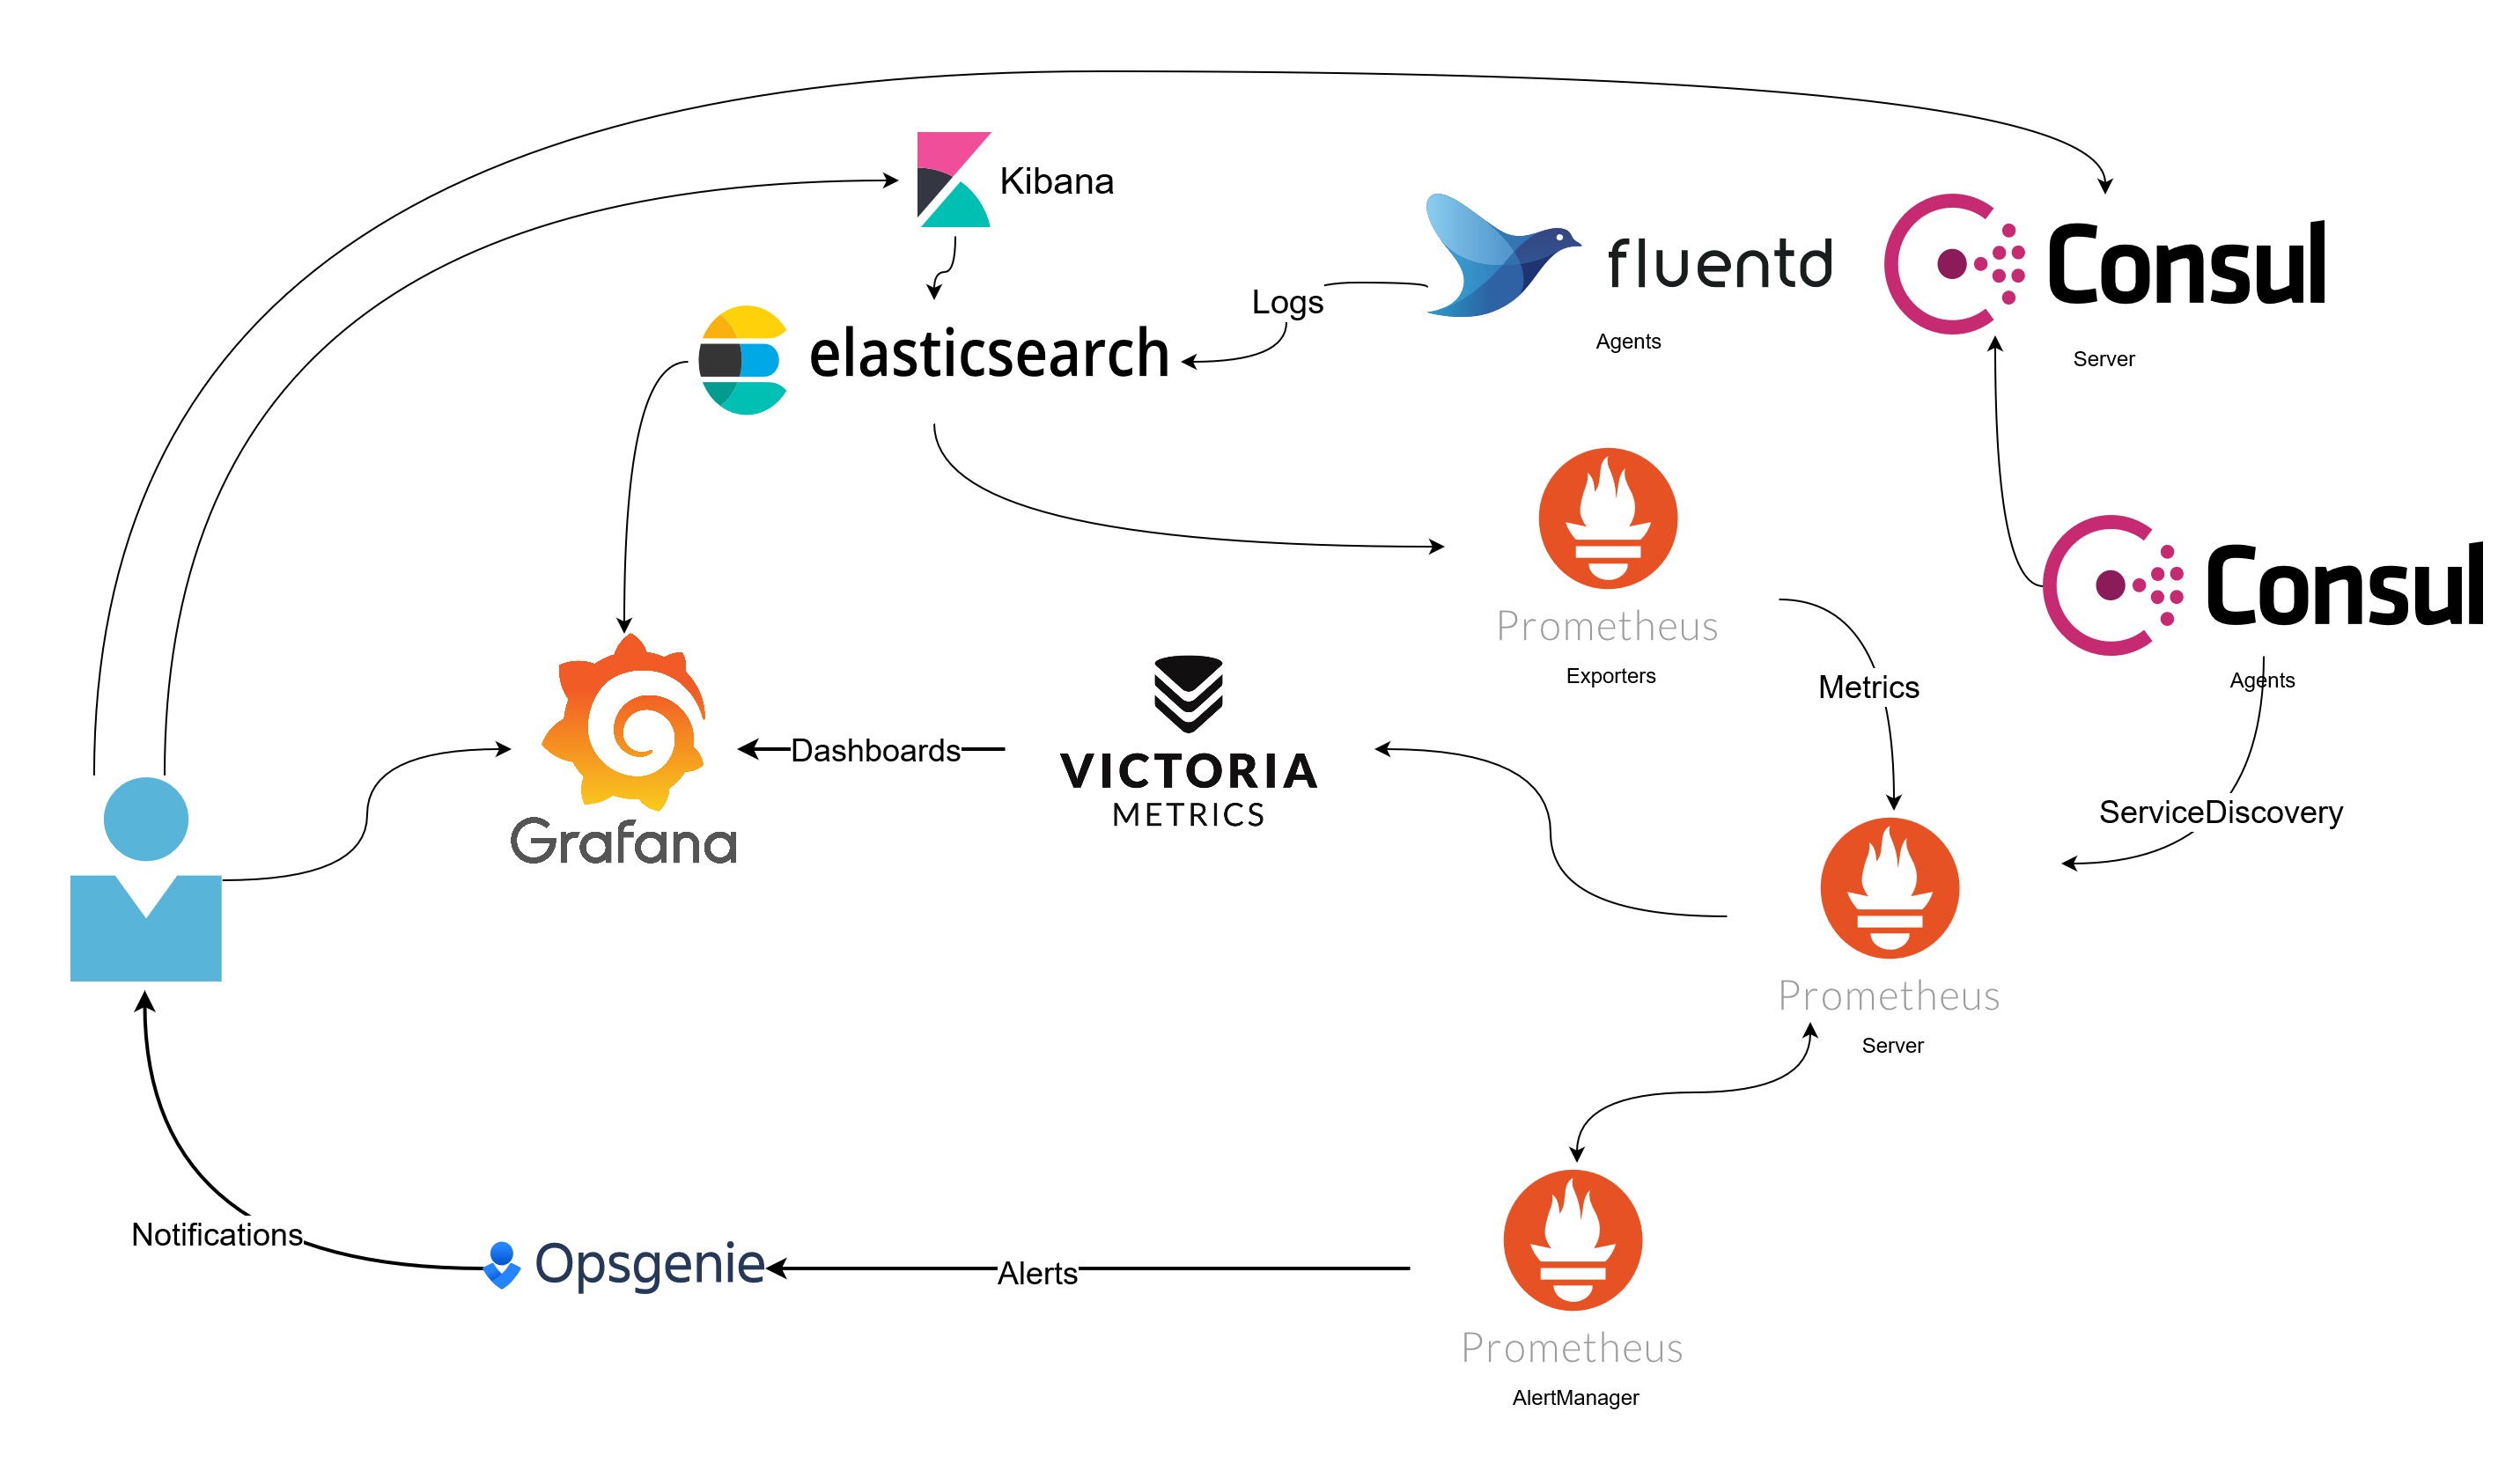 Kibana
fluentd
Agents
Consul
Server
Logs
elasticsearch
Prometheus
Exporters
Consul
Agents
Metrics
Grafana
Dashboards
VICTORIA
METRICS
ServiceDiscovery
Prometheus
Server
Notifications
Opsgenie
Alerts
Prometheus
AlertManager